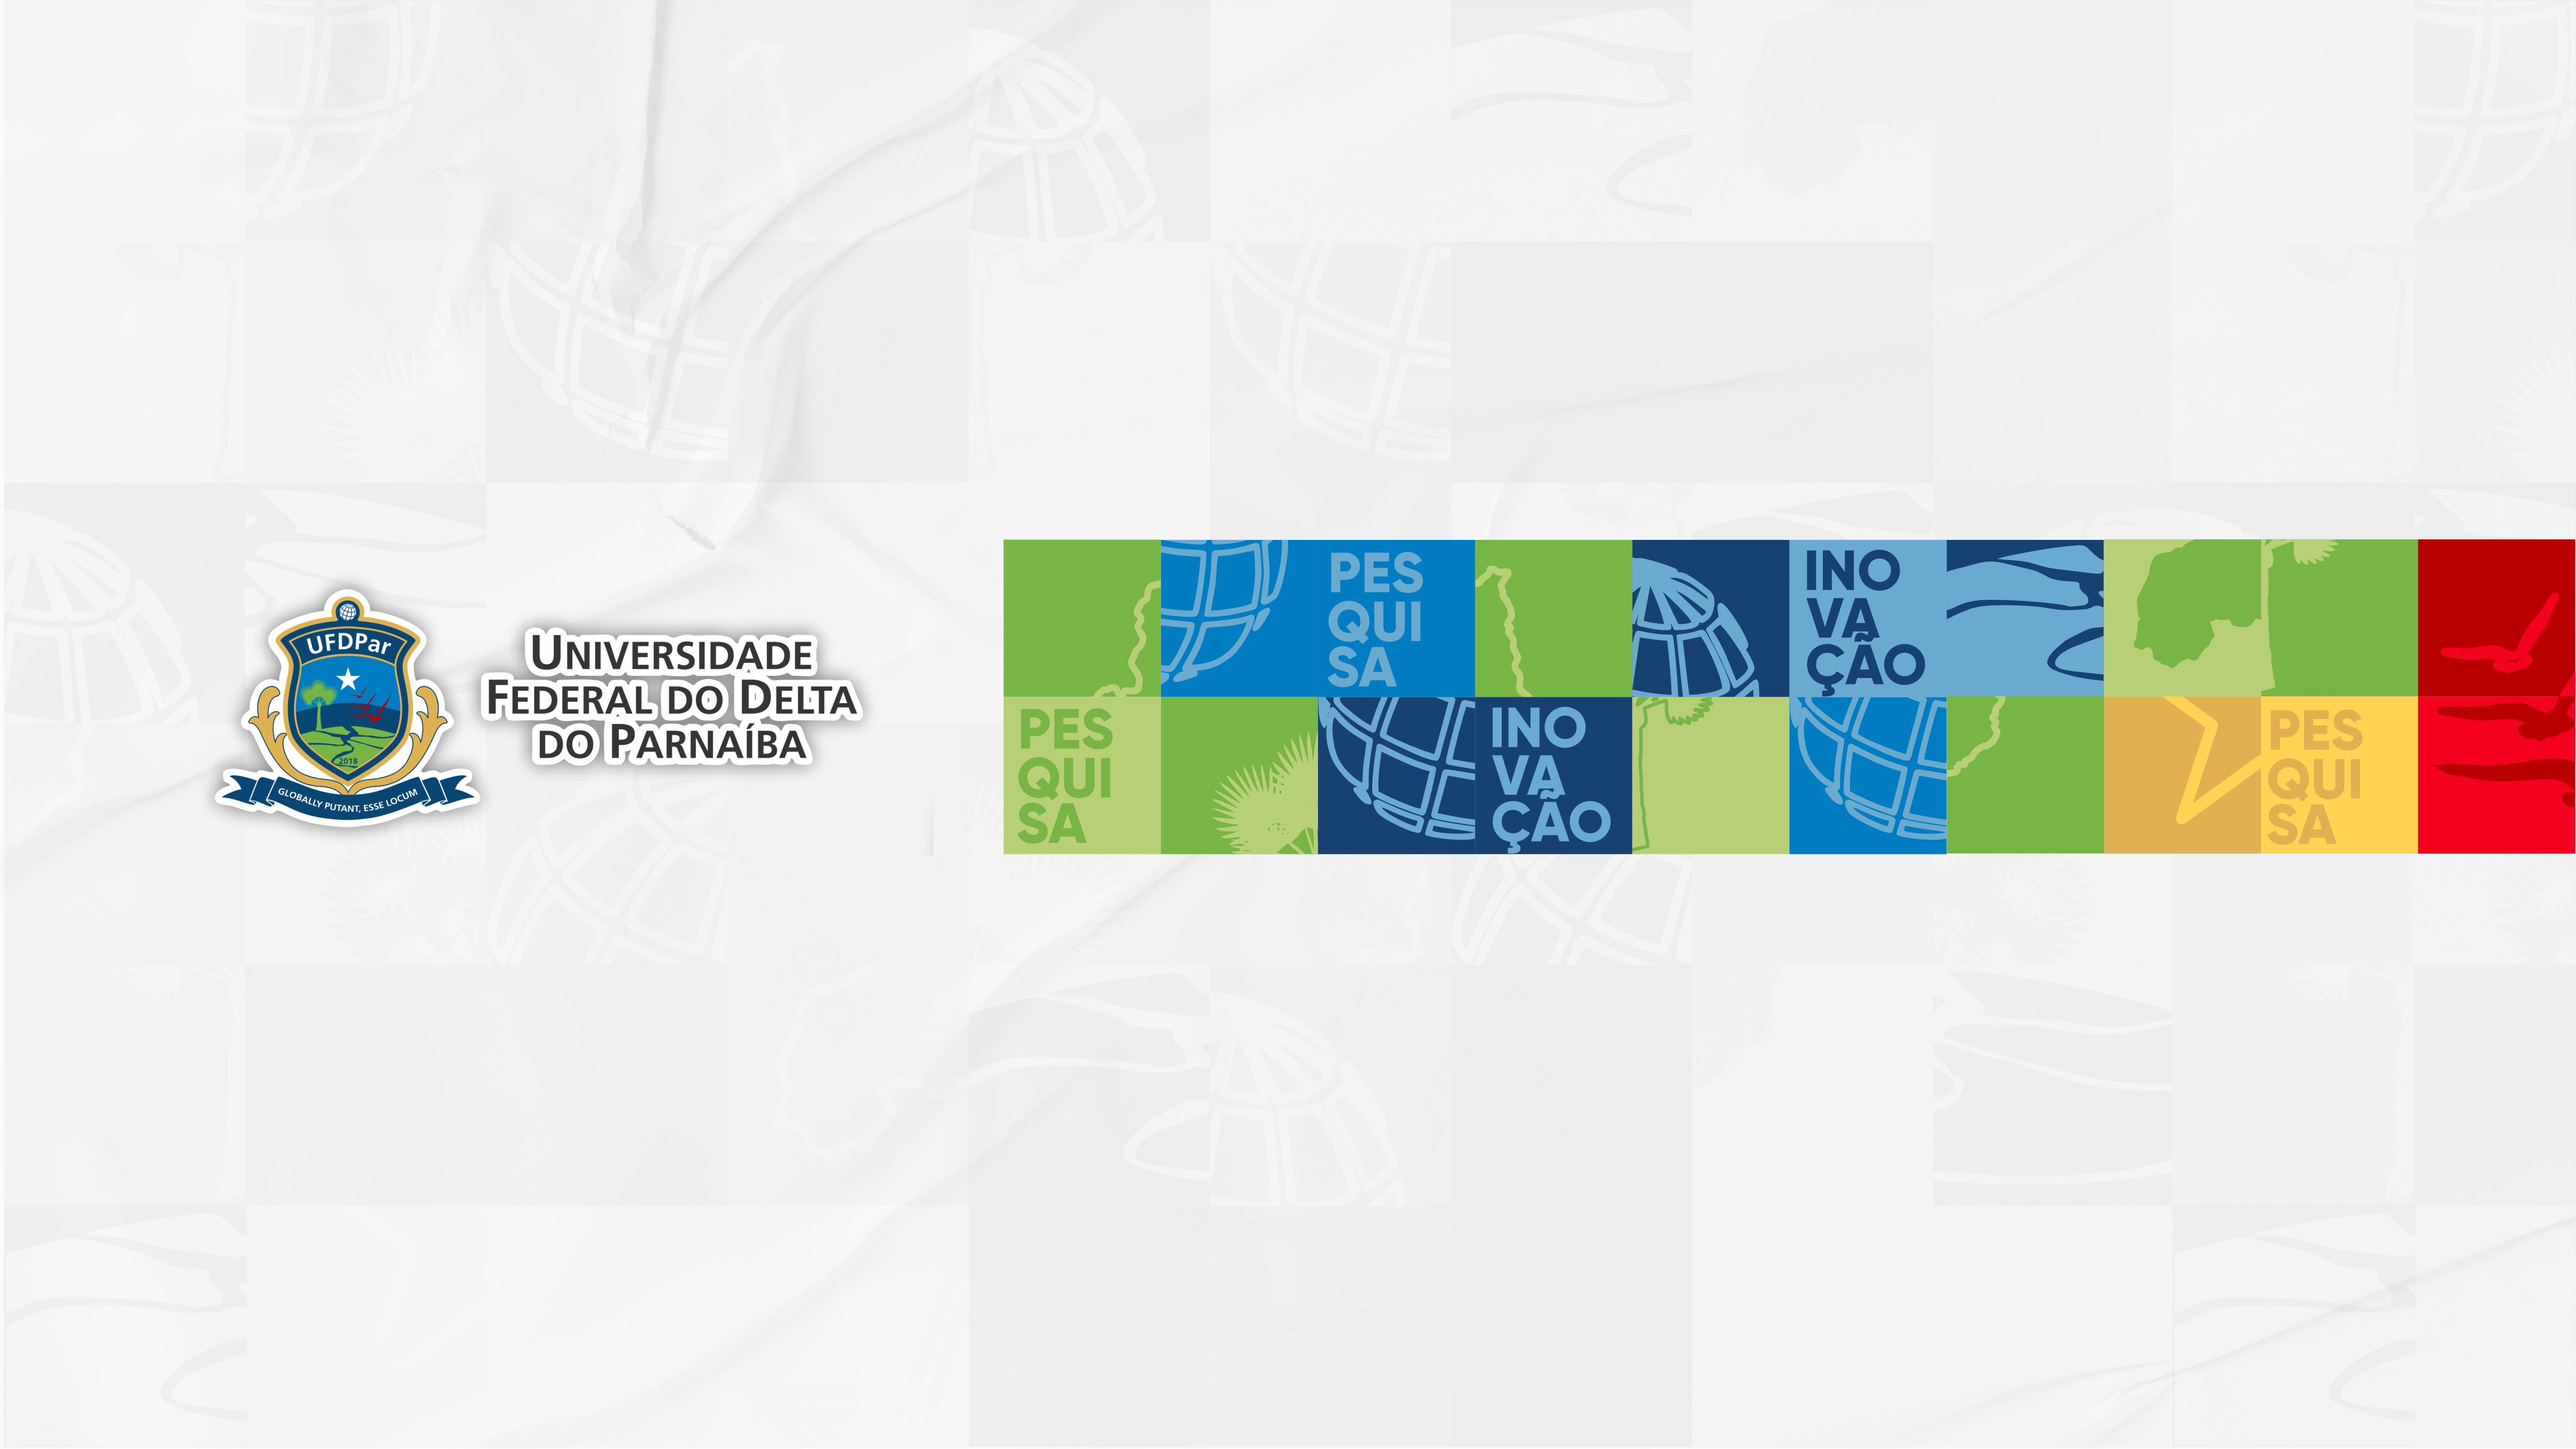 UFDPar
2018
GLOBALLY PUTANT, ESSE LOCUM
UNIVERSIDADE
FEDERAL DO DELTA
DO PARNAÍBA
PES
QUI
SA
INO
VA
ÇÃO
PES
QUI
SA
INO
VA
ÇÃO
PES
QUI
SA